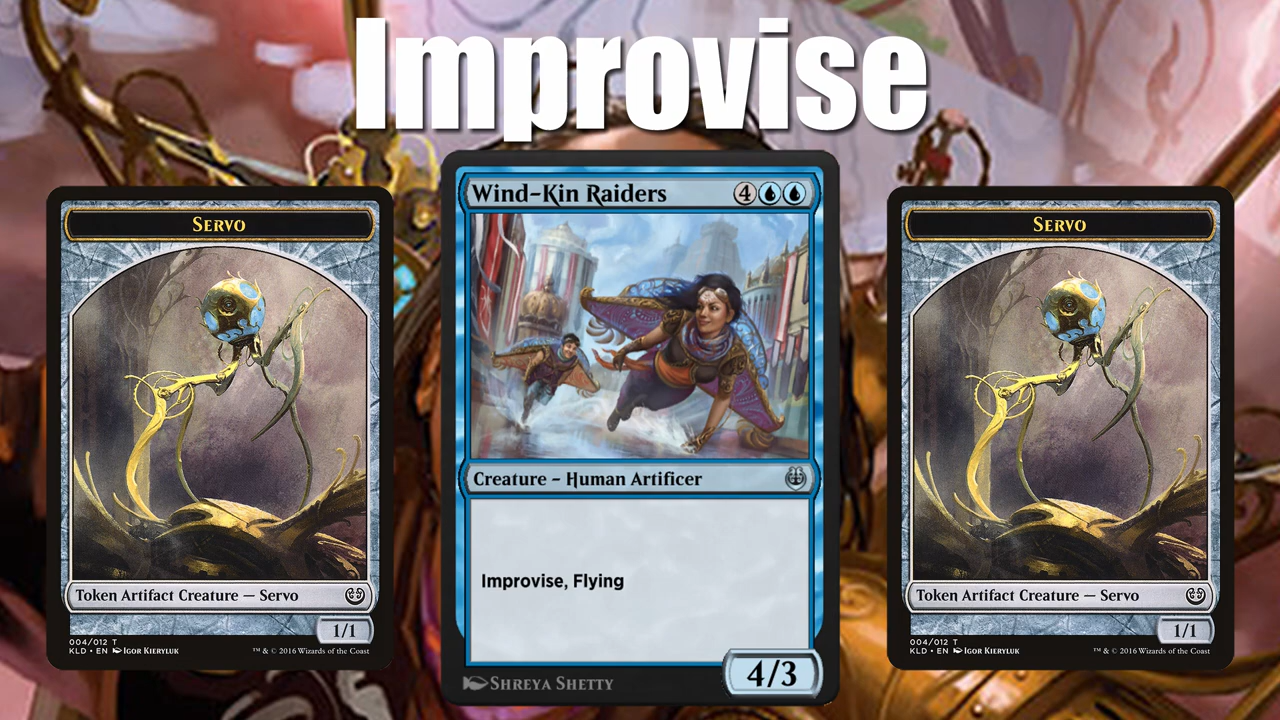 Improvise
Servo
Token Artifact Creature — Servo
1/1
004/012 T
KLD • EN Igor Kieryluk
™ & © 2016 Wizards of the Coast
Wind-Kin Raiders
4
Creature – Human Artificer
Improvise, Flying
4/3
Shreya Shetty
Servo
Token Artifact Creature — Servo
1/1
004/012 T
KLD • EN Igor Kieryluk
™ & © 2016 Wizards of the Coast